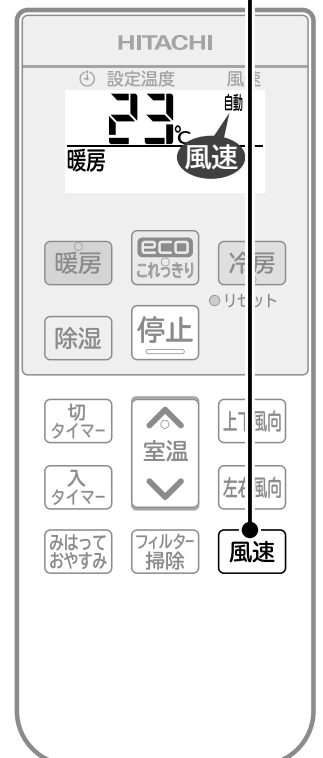 HITACHI
設定温度 風速
自動
23℃
暖房
風速
暖房
eco
これっきり
冷房
リセット
除湿
停止
切
タイマー
室温
上下風向
入
タイマー
左右風向
みはって
おやすみ
フィルター
掃除
風速